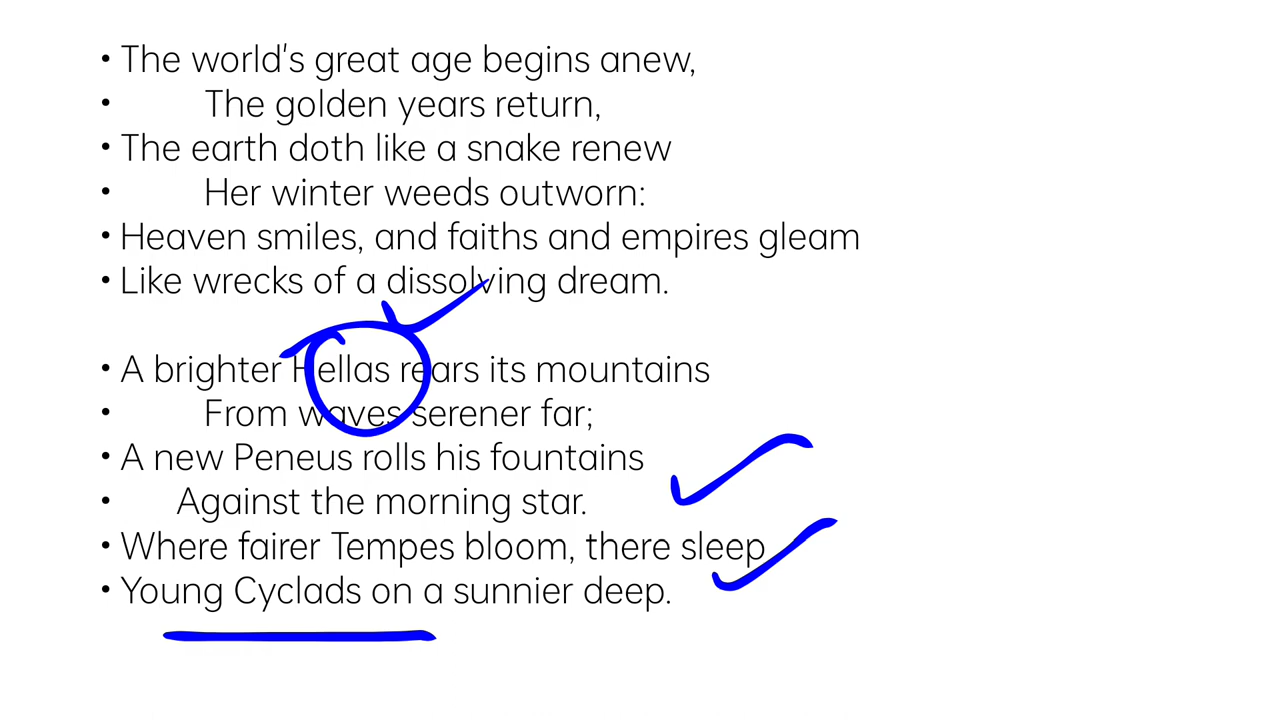 • The world's great age begins anew,
• The golden years return,
• The earth doth like a snake renew
• Her winter weeds outworn:
• Heaven smiles, and faiths and empires gleam
• Like wrecks of a dissolving dream.
• A brighter Hellas rears its mountains
• From waves serener far;
• A new Peneus rolls his fountains
• Against the morning star.
• Where fairer Tempes bloom, there sleep
• Young Cyclads on a sunnier deep.